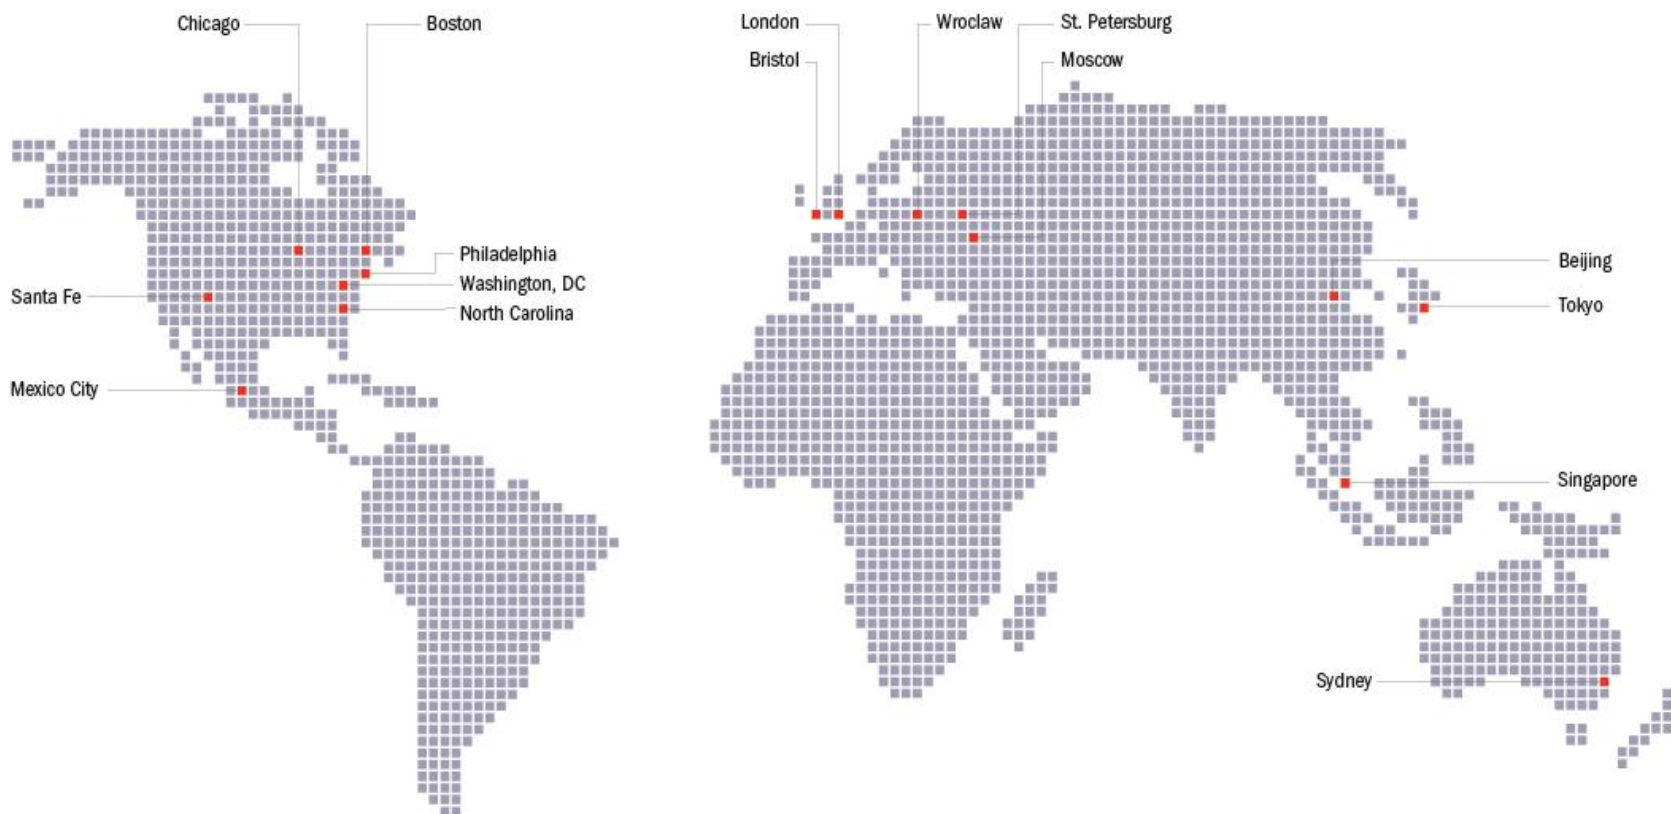 Chicago
Boston
London
Wroclaw
St. Petersburg
Bristol
Moscow
Philadelphia
Washington, DC
North Carolina
Santa Fe
Mexico City
Beijing
Tokyo
Singapore
Sydney